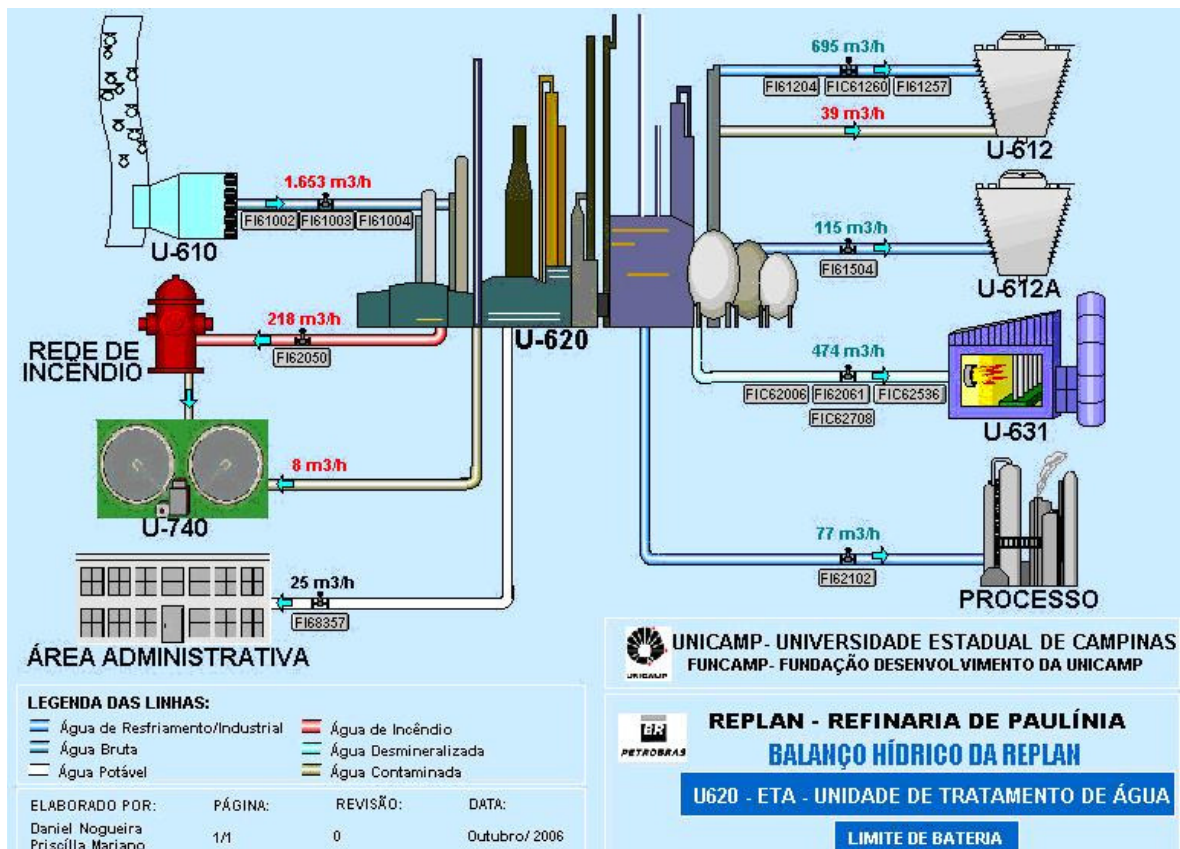 695 m3/h
FI61204 FIC61260 FI61257
39 m3/h
U-612
1.653 m3/h
FI61002 FI61003 FI61004
U-610
115 m3/h
FI61504
U-612A
218 m3/h
FI62050
REDE DE
INCÊNDIO
U-620
474 m3/h
FIC62006 FI62061 FIC62536
FIC62708
U-631
8 m3/h
U-740
77 m3/h
FI62102
PROCESSO
25 m3/h
FI68357
ÁREA ADMINISTRATIVA
UNICAMP
UNICAMP- UNIVERSIDADE ESTADUAL DE CAMPINAS
FUNCAMP- FUNDAÇÃO DESENVOLVIMENTO DA UNICAMP
LEGENDA DAS LINHAS:
Água de Resfriamento/Industrial
Água Bruta
Água Potável
Água de Incêndio
Água Desmineralizada
Água Contaminada
BR
PETROBRAS
REPLAN - REFINARIA DE PAULÍNIA
BALANÇO HÍDRICO DA REPLAN
U620 - ETA - UNIDADE DE TRATAMENTO DE ÁGUA
LIMITE DE BATERIA
ELABORADO POR: PÁGINA: REVISÃO: DATA:
Daniel Nogueira
Priscílla Mariano
1/1 0 Outubro/ 2006